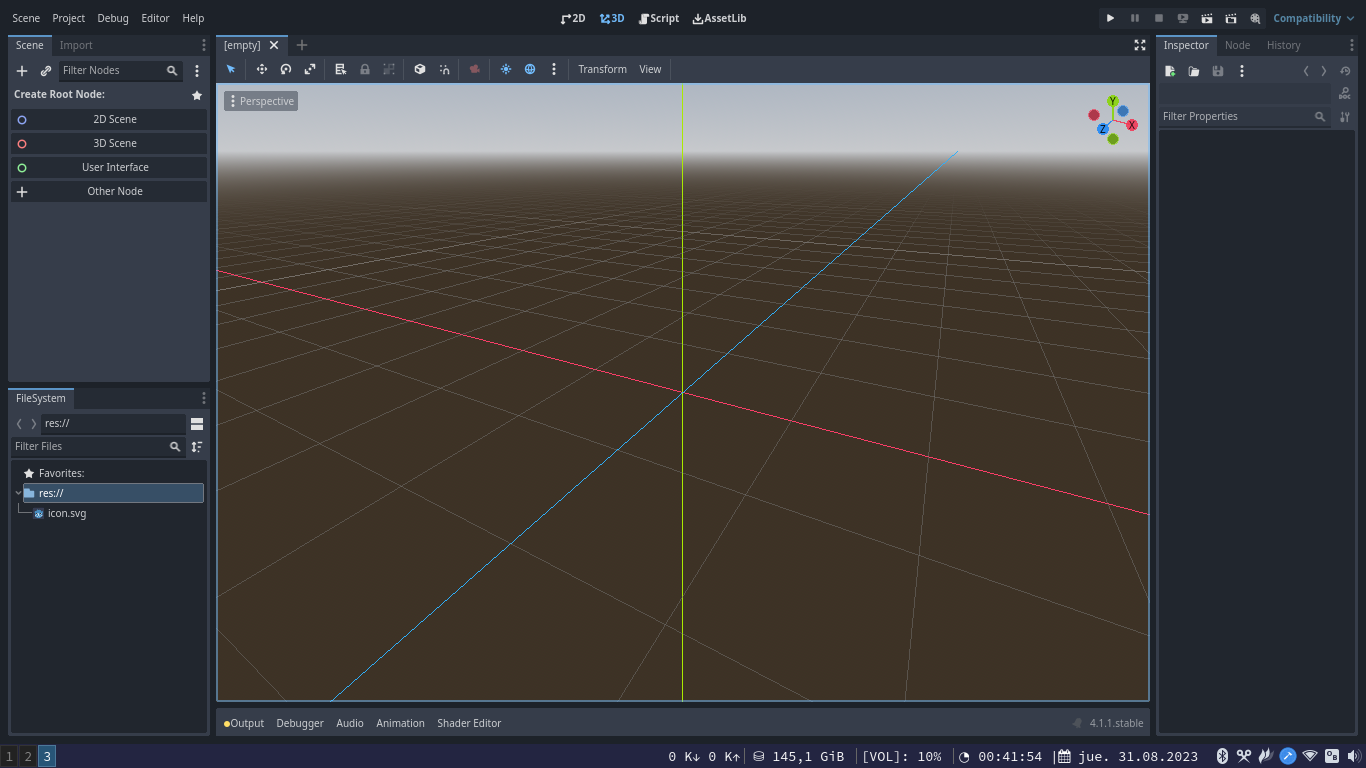 Scene Project Debug Editor Help 2D 3D Script AssetLib Compatibility
Scene Import [empty] Inspector Node History
Filter Nodes Transform View
Create Root Node:
2D Scene
3D Scene
User Interface
Other Node
Perspective
Y
X
Z
Filter Properties
FileSystem
res://
Filter Files
Favorites:
res://
icon.svg
Output Debugger Audio Animation Shader Editor 4.1.1.stable
1 2 3 0 K↓ 0 K↑ 145,1 GiB [VOL]: 10% 00:41:54 jue. 31.08.2023